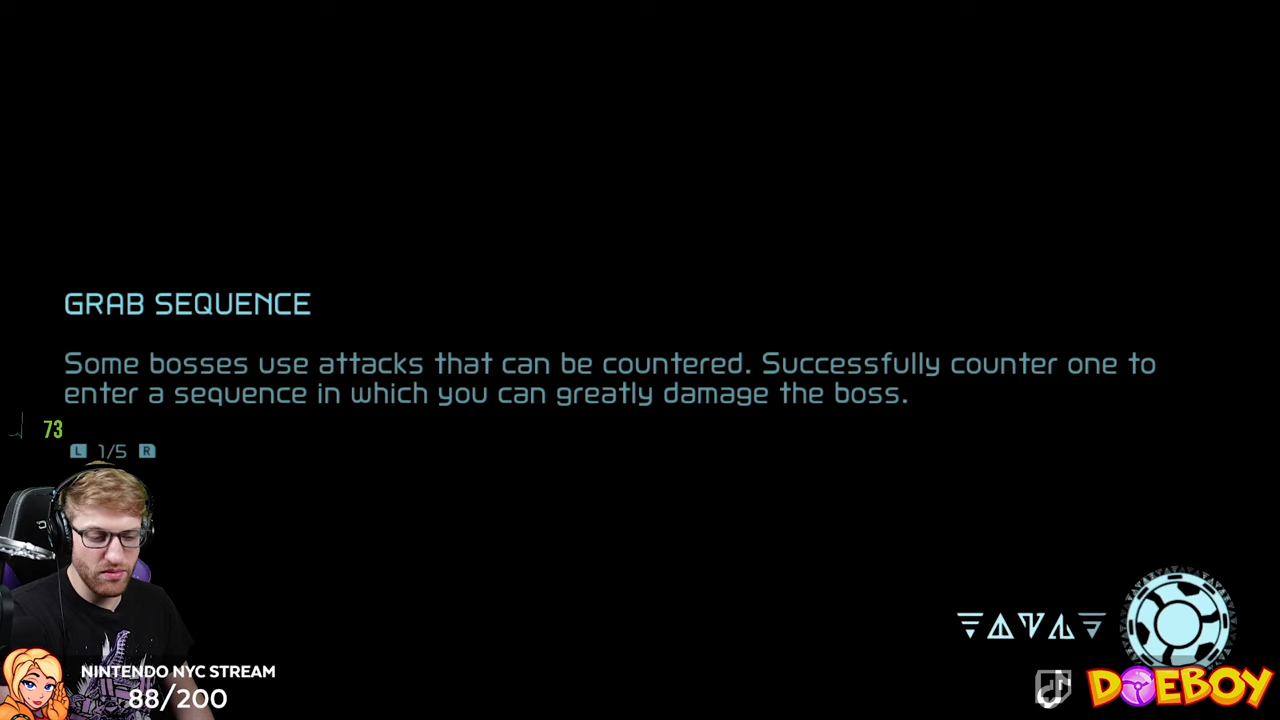 GRAB SEQUENCE
Some bosses use attacks that can be countered. Successfully counter one to
enter a sequence in which you can greatly damage the boss.
73
L 1/5 R
NINTENDO NYC STREAM
88/200
DOEBOY